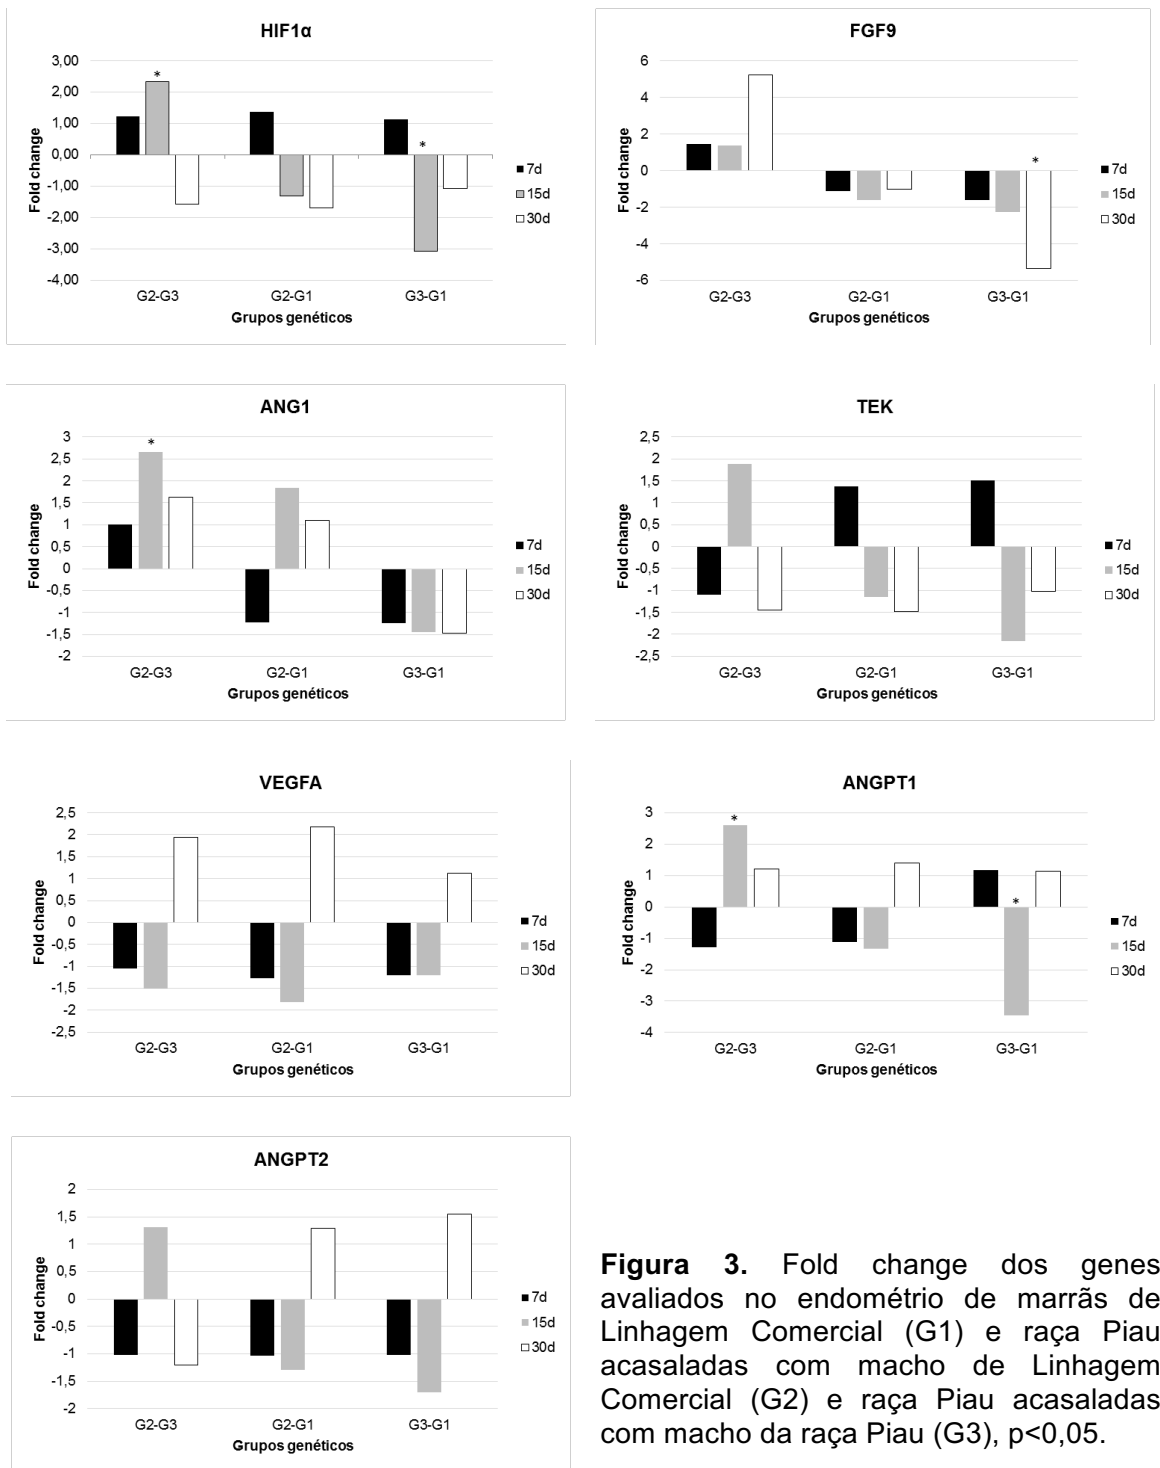 HIF1α
3,00
2,00
1,00
0,00
-1,00
-2,00
-3,00
-4,00
Fold change
*
*
G2-G3 G2-G1 G3-G1
Grupos genéticos
7d
15d
30d
FGF9
6
4
2
0
-2
-4
-6
Fold change
*
G2-G3 G2-G1 G3-G1
Grupos genéticos
7d
15d
30d
ANG1
3
2,5
2
1,5
1
0,5
0
-0,5
-1
-1,5
-2
Fold change
*
G2-G3 G2-G1 G3-G1
Grupos genéticos
7d
15d
30d
TEK
2,5
2
1,5
1
0,5
0
-0,5
-1
-1,5
-2
-2,5
Fold change
G2-G3 G2-G1 G3-G1
Grupos genéticos
7d
15d
30d
VEGFA
2,5
2
1,5
1
0,5
0
-0,5
-1
-1,5
-2
-2,5
Fold change
G2-G3 G2-G1 G3-G1
Grupos genéticos
7d
15d
30d
ANGPT1
3
2
1
0
-1
-2
-3
-4
Fold change
*
*
G2-G3 G2-G1 G3-G1
Grupos genéticos
7d
15d
30d
ANGPT2
2
1,5
1
0,5
0
-0,5
-1
-1,5
-2
Fold change
G2-G3 G2-G1 G3-G1
Grupos genéticos
7d
15d
30d
Figura 3. Fold change dos genes
avaliados no endométrio de marrãs de
Linhagem Comercial (G1) e raça Piau
acasaladas com macho de Linhagem
Comercial (G2) e raça Piau acasaladas
com macho da raça Piau (G3), p<0,05.